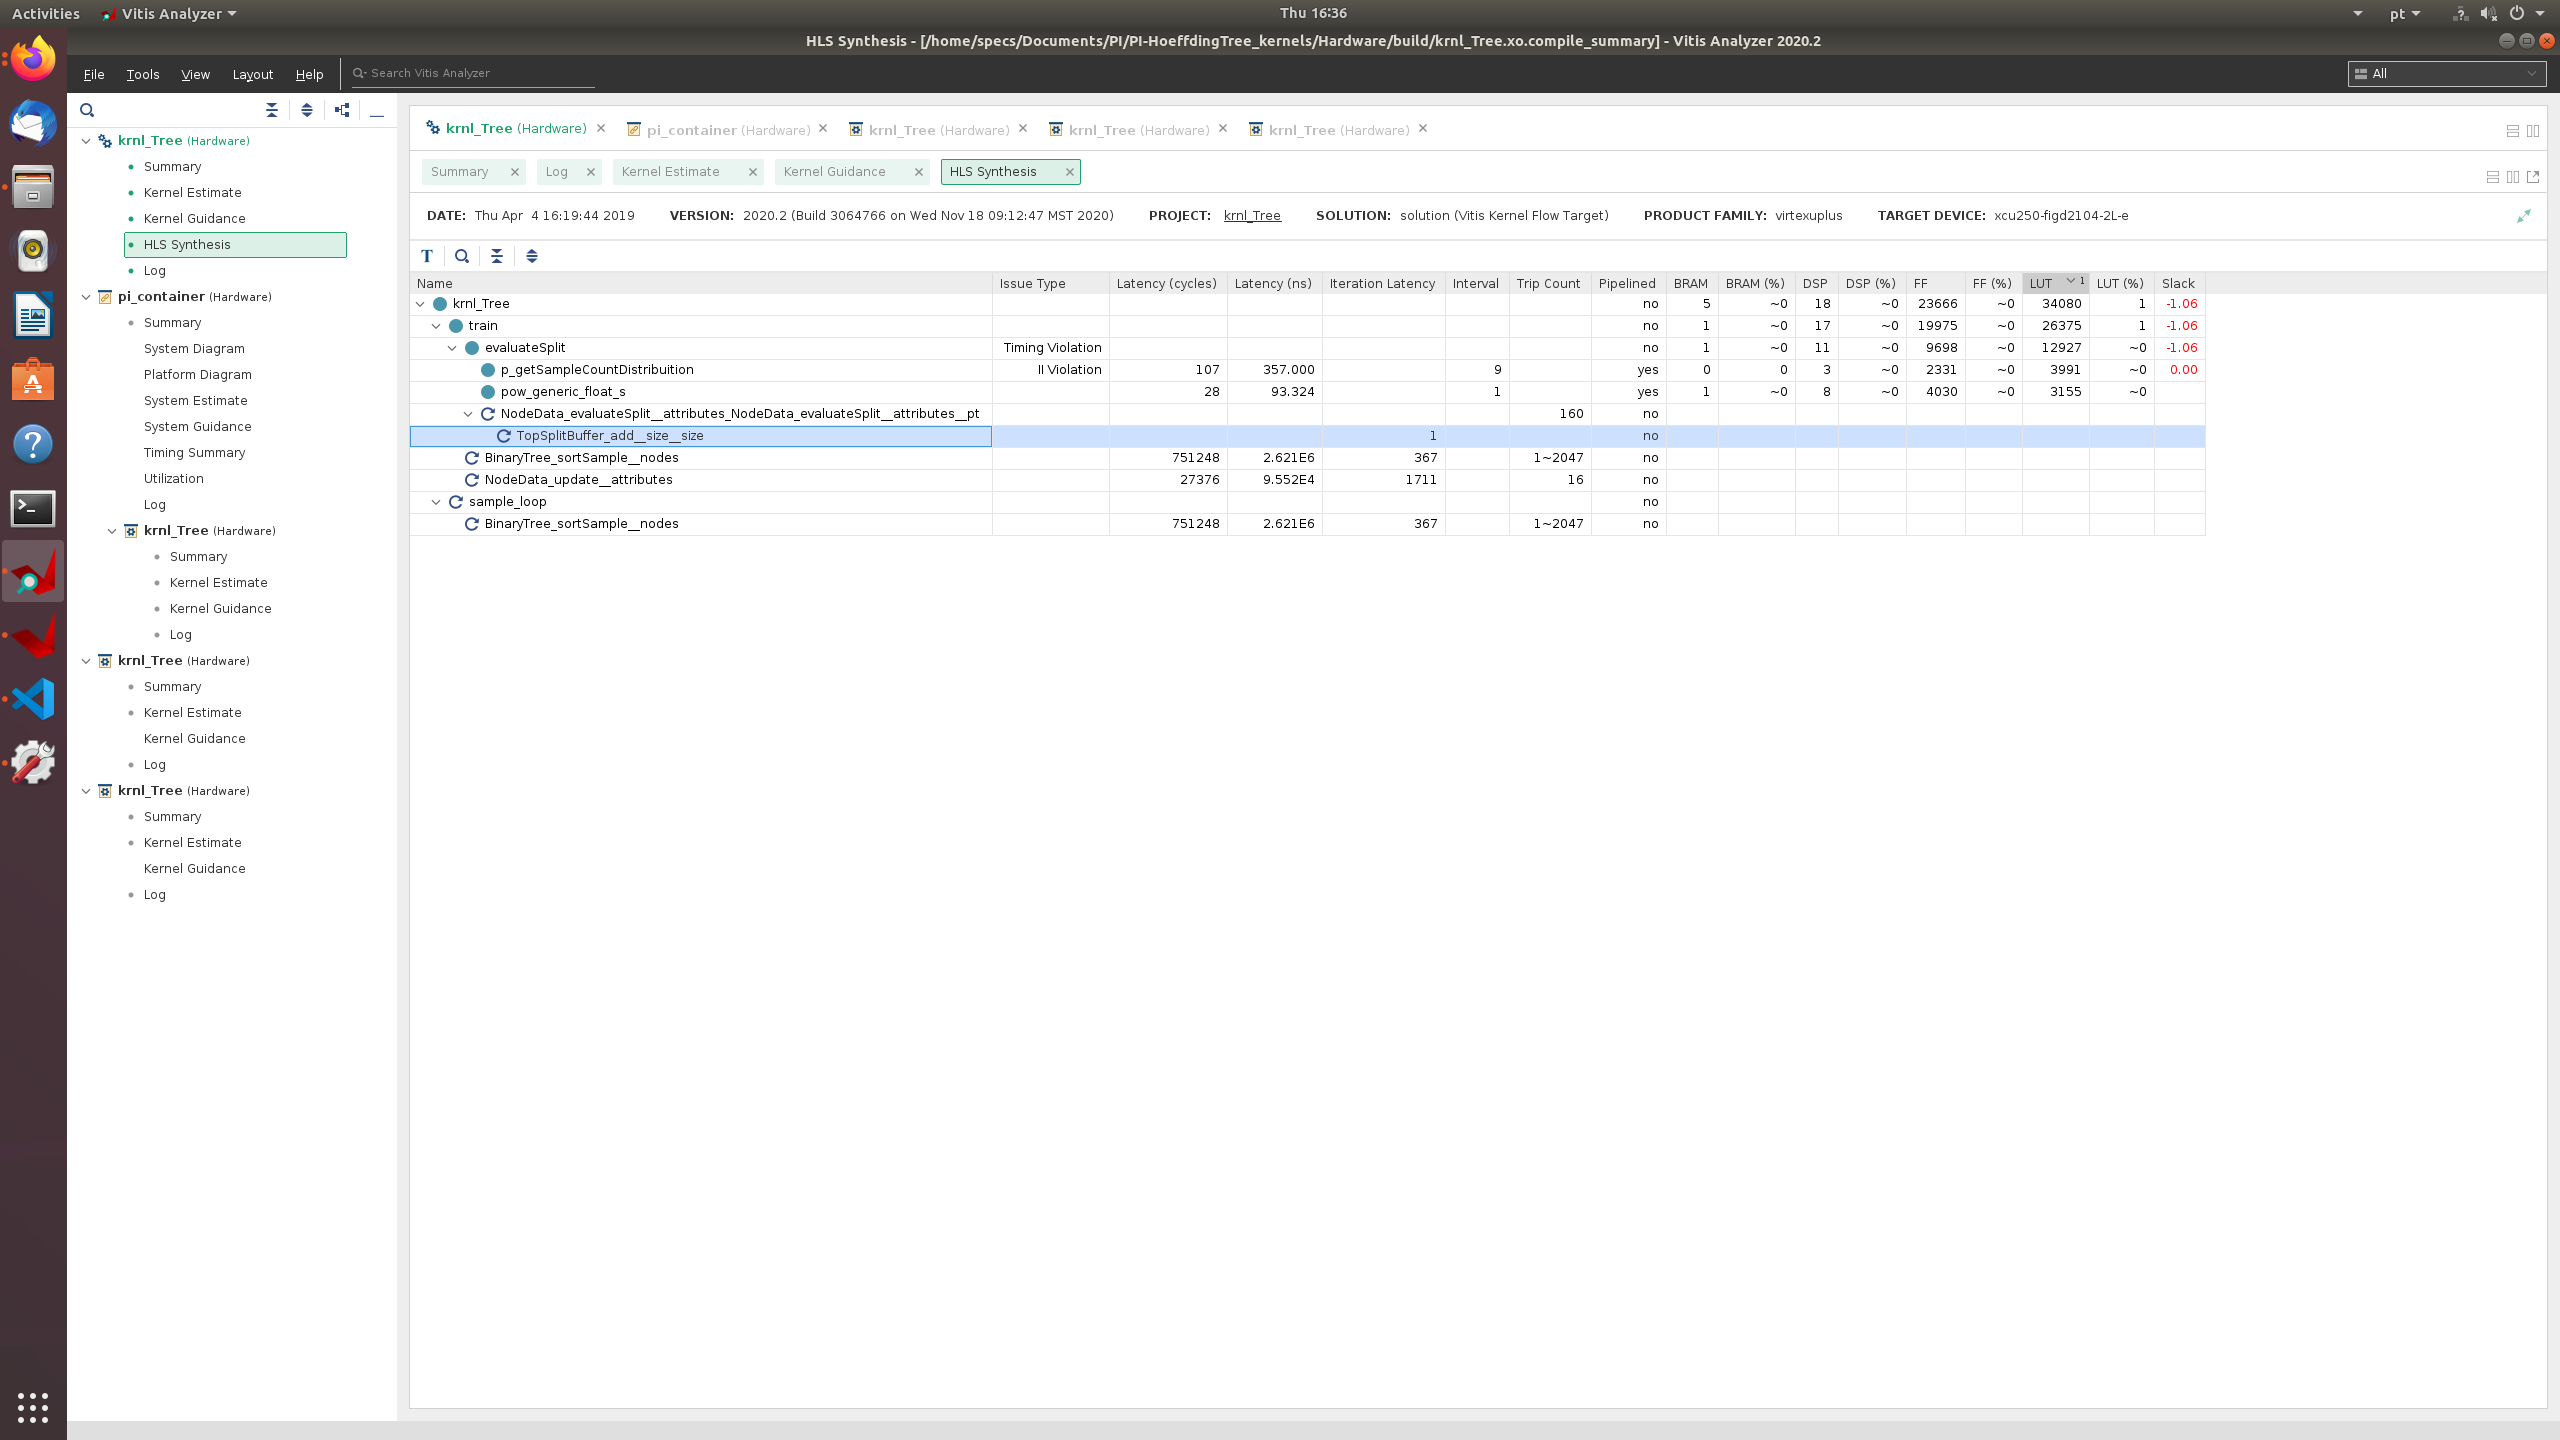 Activities Vitis Analyzer Thu 16:36 pt
HLS Synthesis - [/home/specs/Documents/PI/PI-HoeffdingTree_kernels/Hardware/build/krnl_Tree.xo.compile_summary] - Vitis Analyzer 2020.2
File Tools View Layout Help Search Vitis Analyzer All
krnl_Tree (Hardware)
Summary
Kernel Estimate
Kernel Guidance
HLS Synthesis
Log
pi_container (Hardware)
Summary
System Diagram
Platform Diagram
System Estimate
System Guidance
Timing Summary
Utilization
Log
krnl_Tree (Hardware)
Summary
Kernel Estimate
Kernel Guidance
Log
krnl_Tree (Hardware)
Summary
Kernel Estimate
Kernel Guidance
Log
krnl_Tree (Hardware)
Summary
Kernel Estimate
Kernel Guidance
Log
krnl_Tree (Hardware) pi_container (Hardware) krnl_Tree (Hardware) krnl_Tree (Hardware) krnl_Tree (Hardware)
Summary Log Kernel Estimate Kernel Guidance HLS Synthesis
DATE: Thu Apr 4 16:19:44 2019 VERSION: 2020.2 (Build 3064766 on Wed Nov 18 09:12:47 MST 2020) PROJECT: krnl_Tree SOLUTION: solution (Vitis Kernel Flow Target) PRODUCT FAMILY: virtexuplus TARGET DEVICE: xcu250-figd2104-2L-e
T
Name Issue Type Latency (cycles) Latency (ns) Iteration Latency Interval Trip Count Pipelined BRAM BRAM (%) DSP DSP (%) FF FF (%) LUT 1 LUT (%) Slack
krnl_Tree no 5 ~0 18 ~0 23666 ~0 34080 1 -1.06
train no 1 ~0 17 ~0 19975 ~0 26375 1 -1.06
evaluateSplit Timing Violation no 1 ~0 11 ~0 9698 ~0 12927 ~0 -1.06
p_getSampleCountDistribuition II Violation 107 357.000 9 yes 0 0 3 ~0 2331 ~0 3991 ~0 0.00
pow_generic_float_s 28 93.324 1 yes 1 ~0 8 ~0 4030 ~0 3155 ~0
NodeData_evaluateSplit__attributes_NodeData_evaluateSplit__attributes__pt 160 no
TopSplitBuffer_add__size__size 1 no
BinaryTree_sortSample__nodes 751248 2.621E6 367 1~2047 no
NodeData_update__attributes 27376 9.552E4 1711 16 no
sample_loop no
BinaryTree_sortSample__nodes 751248 2.621E6 367 1~2047 no